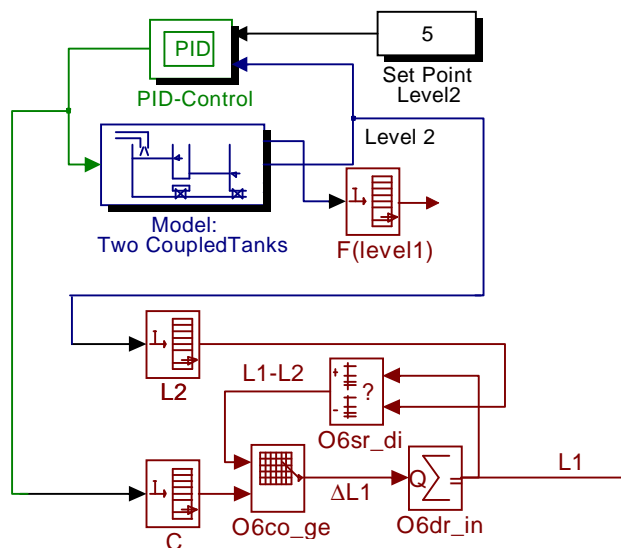 PID
5
PID-Control
Set Point
Level2
Level 2
Model:
Two CoupledTanks
F(level1)
L2
L1-L2
+
-
?
O6sr_di
C
O6co_ge
ΔL1
Q Σ =
O6dr_in
L1